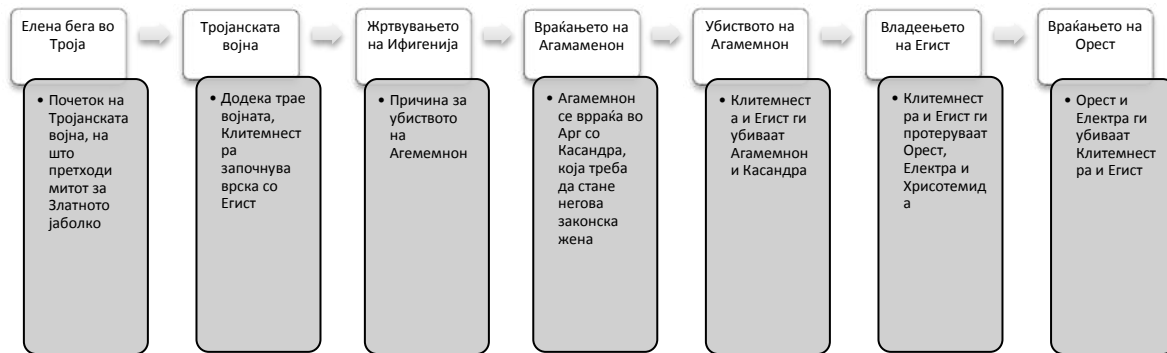 Елена бега во
Троја
• Почеток на
Тројанската
војна, на
што
претходи
митот за
Златното
јаболко
Тројанската
војна
• Додека трае
војната,
Клитемнест
ра
започнува
врска со
Егист
Жртвувањето
на Ифигенија
• Причина за
убиството
на
Агемемнон
Враќањето на
Агамаменон
• Агамемнон
се врраќа во
Арг со
Касандра,
која треба
да стане
негова
законска
жена
Убиството на
Агамемнон
• Клитемнест
а и Егист ги
убиваат
Агамемнон
и Касандра
Владеењето
на Егист
• Клитемнест
ра и Егист ги
протеруваат
Орест,
Електра и
Хрисотемид
а
Враќањето на
Орест
• Орест и
Електра ги
убиваат
Клитемнест
ра и Егист